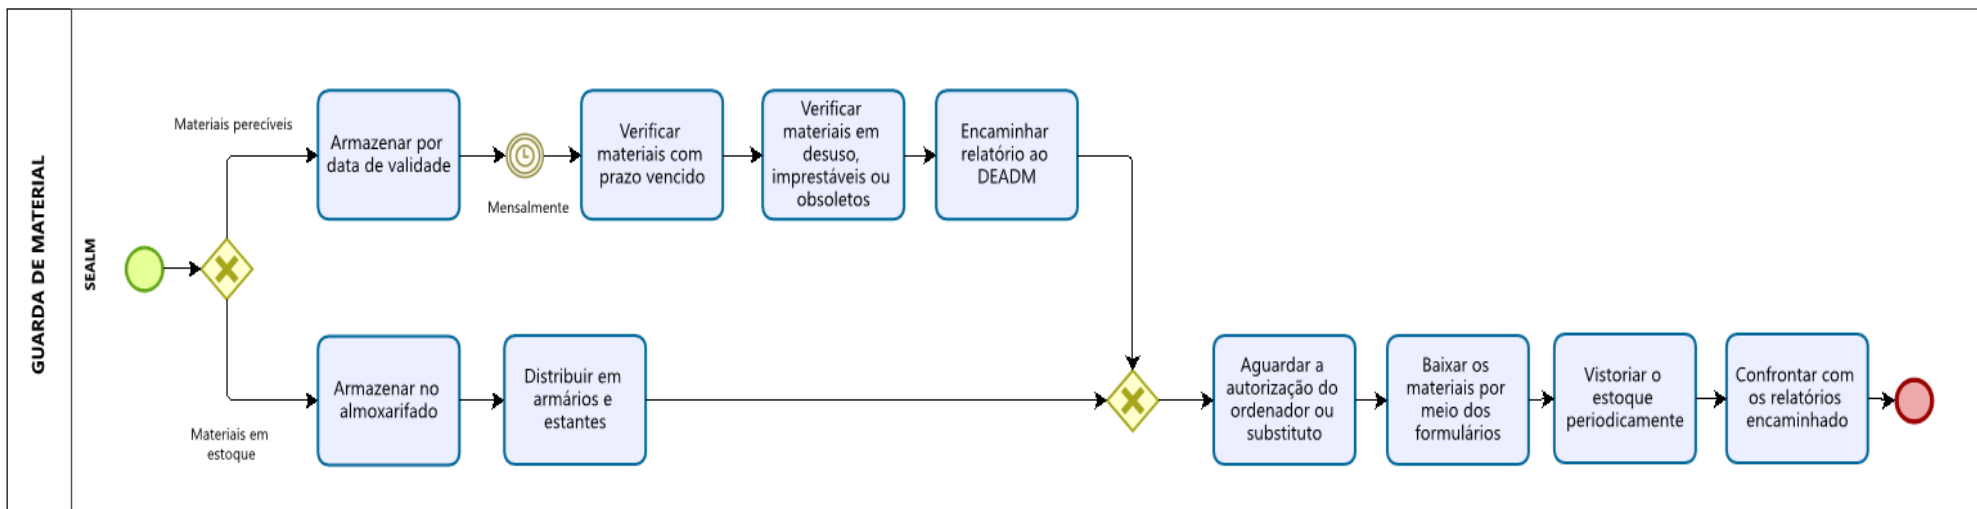 GUARDA DE MATERIAL
SEALM
Materiais perecíveis
Armazenar por
data de validade
Mensalmente
Verificar
materiais com
prazo vencido
Verificar
materiais em
desuso,
imprestáveis ou
obsoletos
Encaminhar
relatório ao
DEADM
Materiais em
estoque
Armazenar no
almoxarifado
Distribuir em
armários e
estantes
Aguardar a
autorização do
ordenador ou
substituto
Baixar os
materiais por
meio dos
formulários
Vistoriar o
estoque
periodicamente
Confrontar com
os relatórios
encaminhado